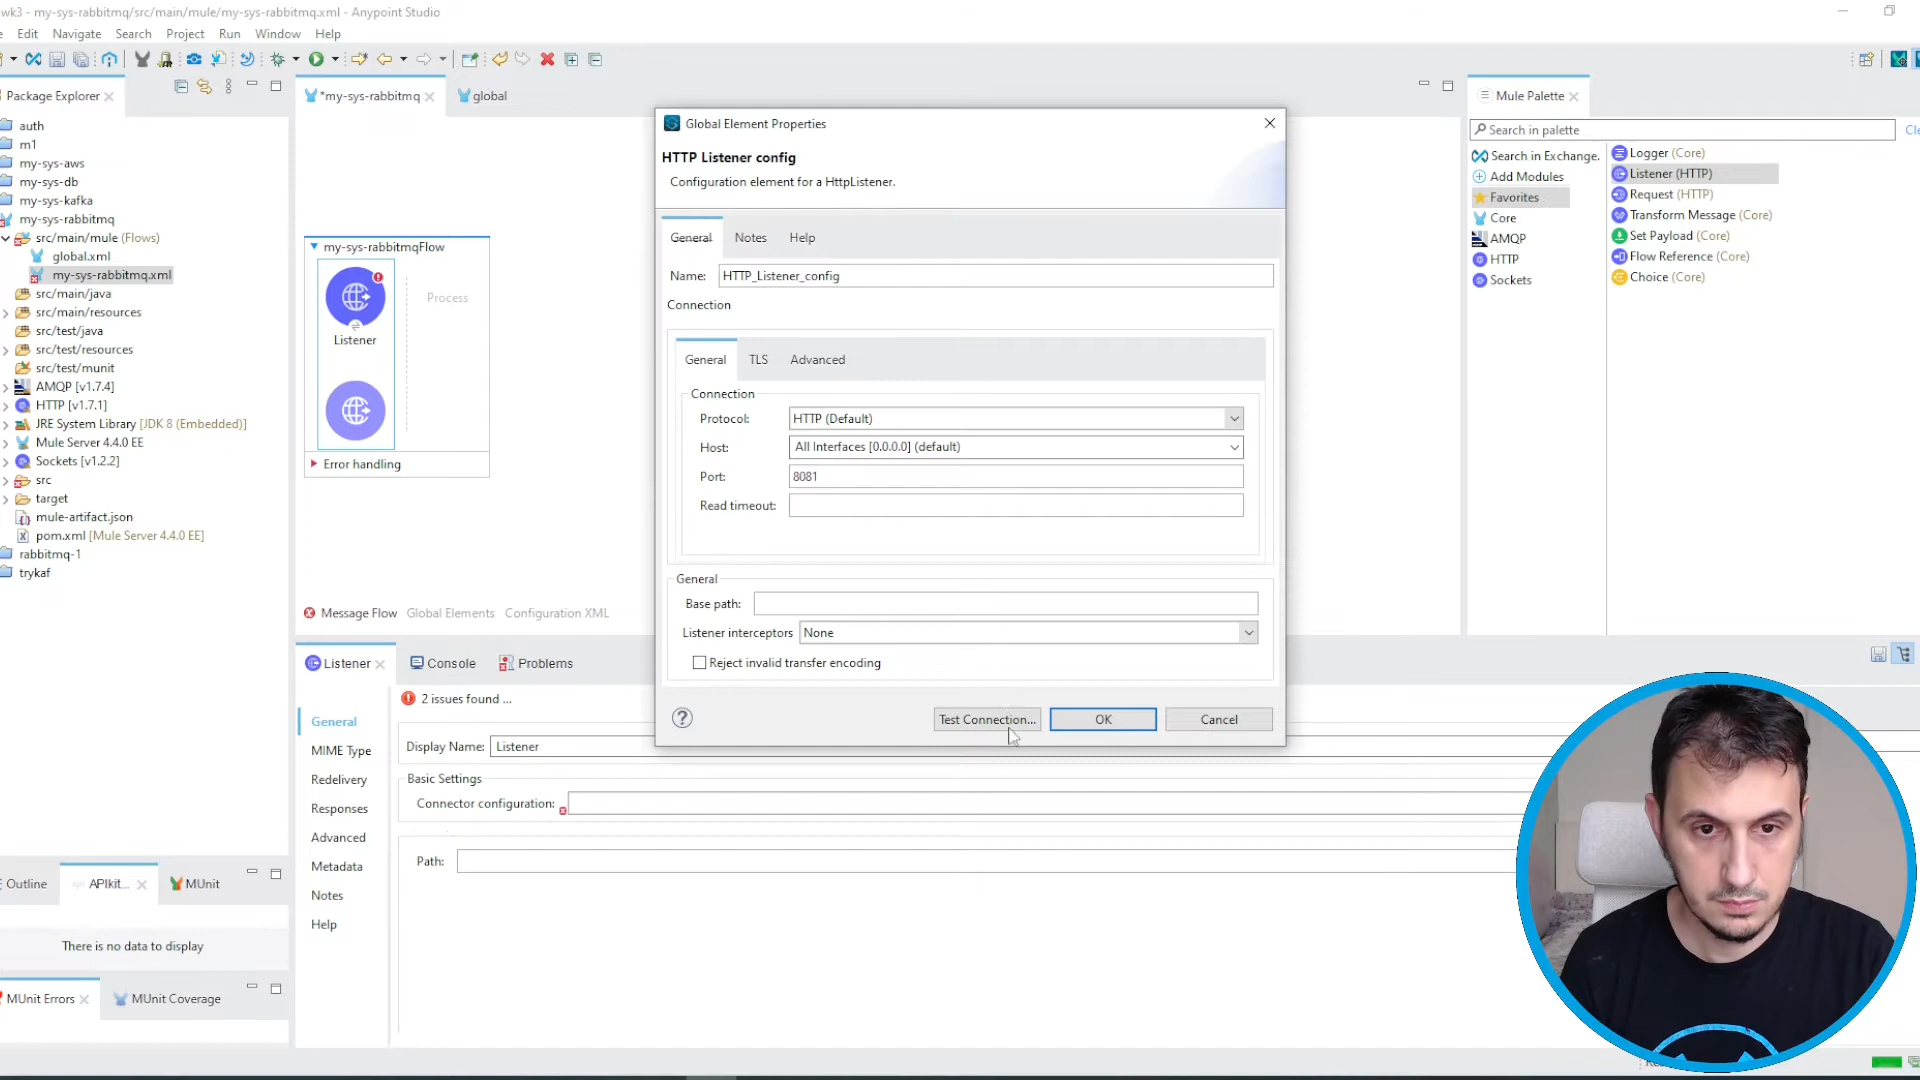 wk3 - my-sys-rabbitmq/src/main/mule/my-sys-rabbitmq.xml - Anypoint Studio
Edit Navigate Search Project Run Window Help
Package Explorer
auth
m1
my-sys-aws
my-sys-db
my-sys-kafka
my-sys-rabbitmq
src/main/mule (Flows)
global.xml
my-sys-rabbitmq.xml
src/main/java
src/main/resources
src/test/java
src/test/resources
src/test/munit
AMQP [v1.7.4]
HTTP [v1.7.1]
JRE System Library [JDK 8 (Embedded)]
Mule Server 4.4.0 EE
Sockets [v1.2.2]
src
target
mule-artifact.json
pom.xml [Mule Server 4.4.0 EE]
rabbitmq-1
trykaf
Outline APIkit... MUnit
There is no data to display
MUnit Errors MUnit Coverage
*my-sys-rabbitmq global
my-sys-rabbitmqFlow
Listener
Process
Error handling
Message Flow Global Elements Configuration XML
Global Element Properties
HTTP Listener config
Configuration element for a HttpListener.
General Notes Help
Name: HTTP_Listener_config
Connection
General TLS Advanced
Connection
Protocol: HTTP (Default)
Host: All Interfaces [0.0.0.0] (default)
Port: 8081
Read timeout:
General
Base path:
Listener interceptors None
Reject invalid transfer encoding
? Test Connection... OK Cancel
Listener Console Problems
2 issues found ...
General
MIME Type
Redelivery
Responses
Advanced
Metadata
Notes
Help
Display Name: Listener
Basic Settings
Connector configuration:
Path:
Mule Palette
Search in palette
Search in Exchange.
Add Modules
Favorites
Core
AMQP
HTTP
Sockets
Logger (Core)
Listener (HTTP)
Request (HTTP)
Transform Message (Core)
Set Payload (Core)
Flow Reference (Core)
Choice (Core)